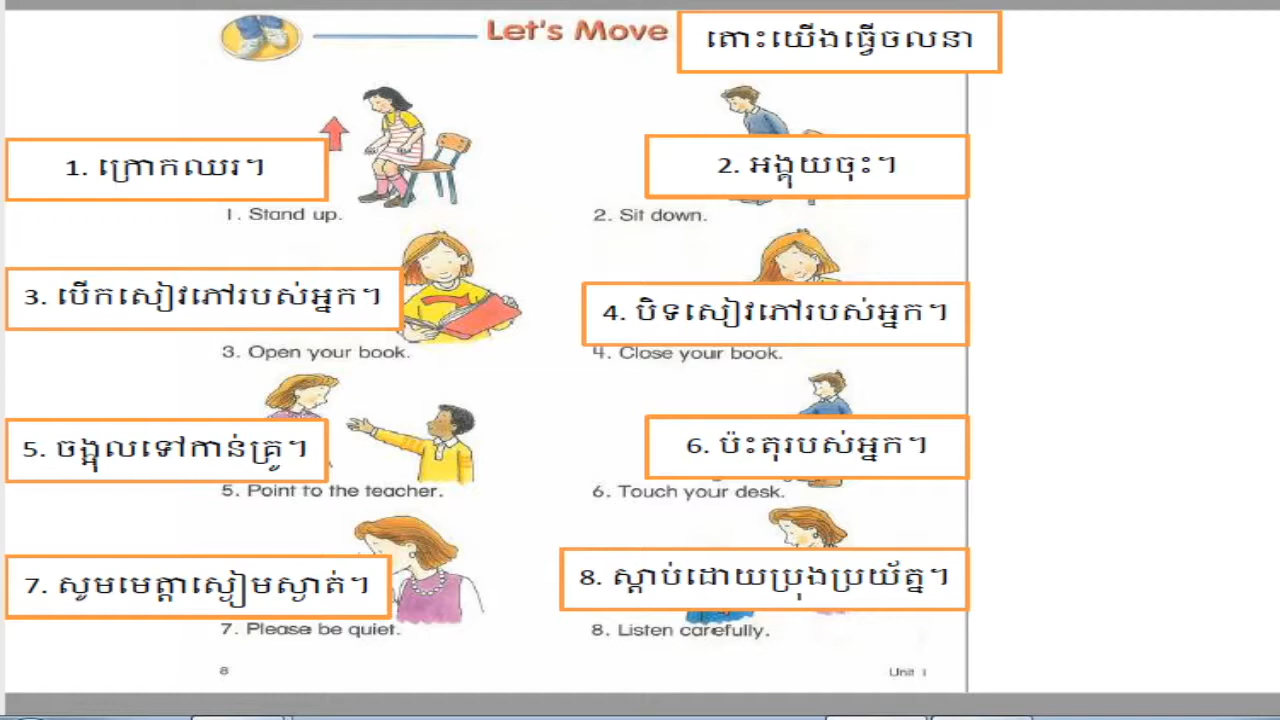 Let's Move
តោះយើងធ្វើចលនា
1. ក្រោកឈរ។
2. អង្គុយចុះ។
1. Stand up.
2. Sit down.
3. បើកសៀវភៅរបស់អ្នក។
4. បិទសៀវភៅរបស់អ្នក។
3. Open your book.
4. Close your book.
5. ចង្អុលទៅកាន់គ្រូ។
6. ប៉ះតុរបស់អ្នក។
5. Point to the teacher.
6. Touch your desk.
7. សូមមេត្តាស្ងៀមស្ងាត់។
8. ស្តាប់ដោយប្រុងប្រយ័ត្ន។
7. Please be quiet.
8. Listen carefully.
8
Unit 1